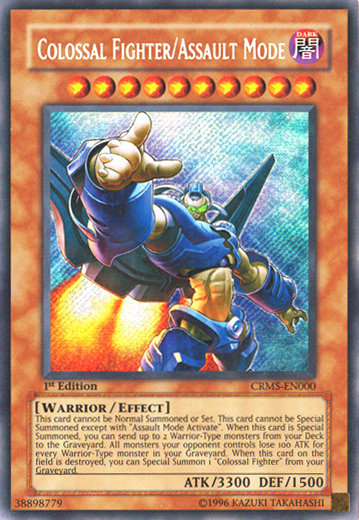 COLOSSAL FIGHTER/ASSAULT MODE
DARK
闇
1st Edition
CRMS-EN000
[WARRIOR / EFFECT]
This card cannot be Normal Summoned or Set. This card cannot be Special
Summoned except with "Assault Mode Activate". When this card is Special
Summoned, you can send up to 2 Warrior-Type monsters from your Deck
to the Graveyard. All monsters your opponent controls lose 100 ATK for
every Warrior-Type monster in your Graveyard. When this card on the
field is destroyed, you can Special Summon 1 "Colossal Fighter" from your
Graveyard.
ATK/3300 DEF/1500
38898779
©1996 KAZUKI TAKAHASHI